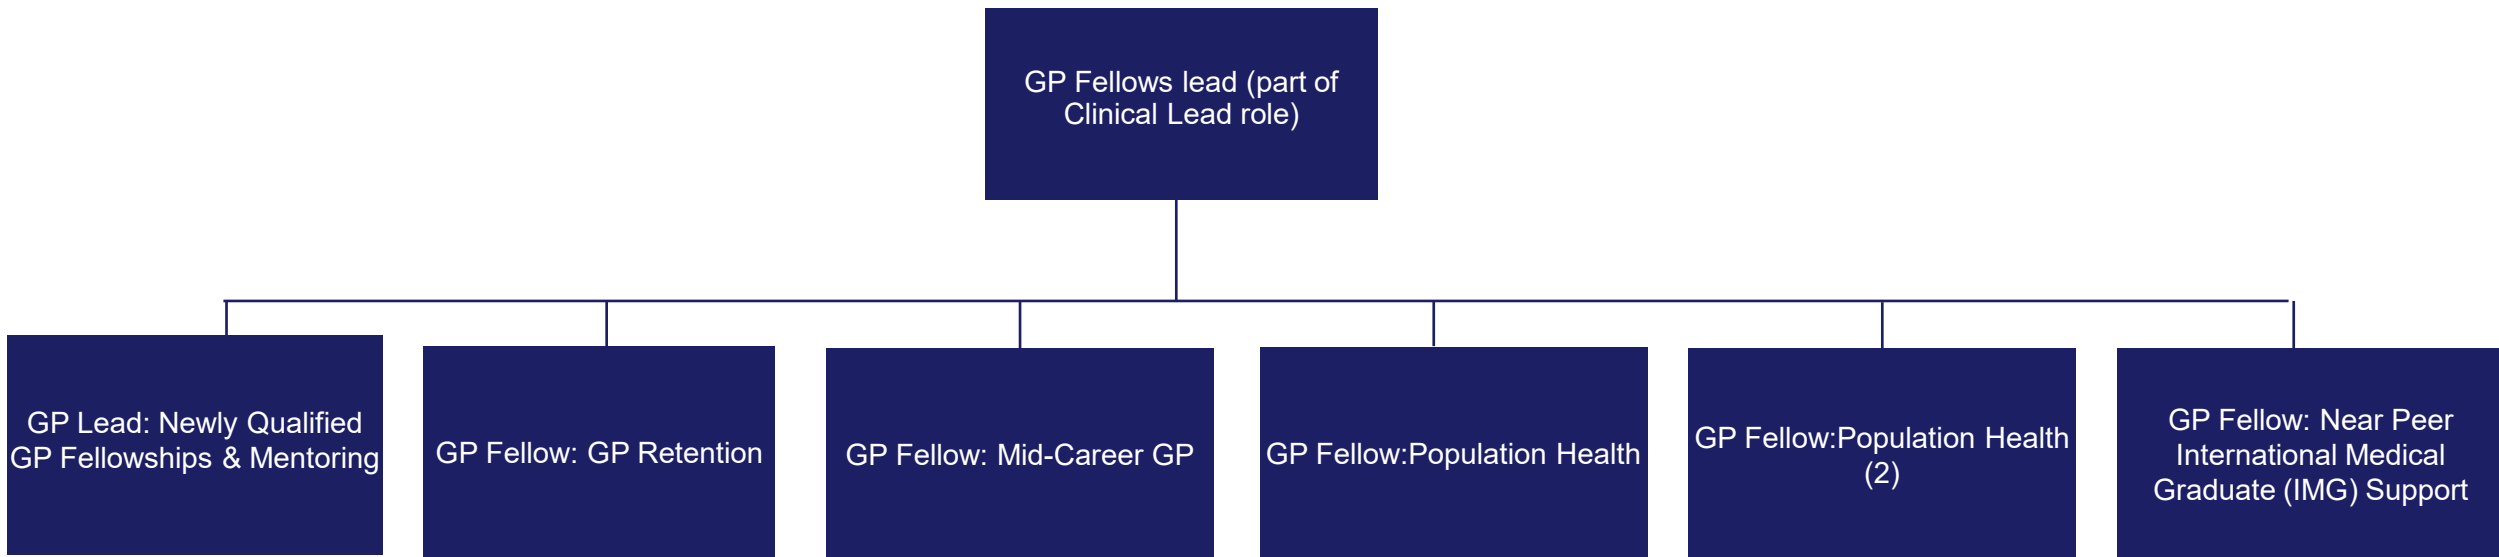 GP Fellows lead (part of
Clinical Lead role)
GP Lead: Newly Qualified
GP Fellowships & Mentoring
GP Fellow: GP Retention
GP Fellow: Mid-Career GP
GP Fellow:Population Health
GP Fellow:Population Health
(2)
GP Fellow: Near Peer
International Medical
Graduate (IMG) Support